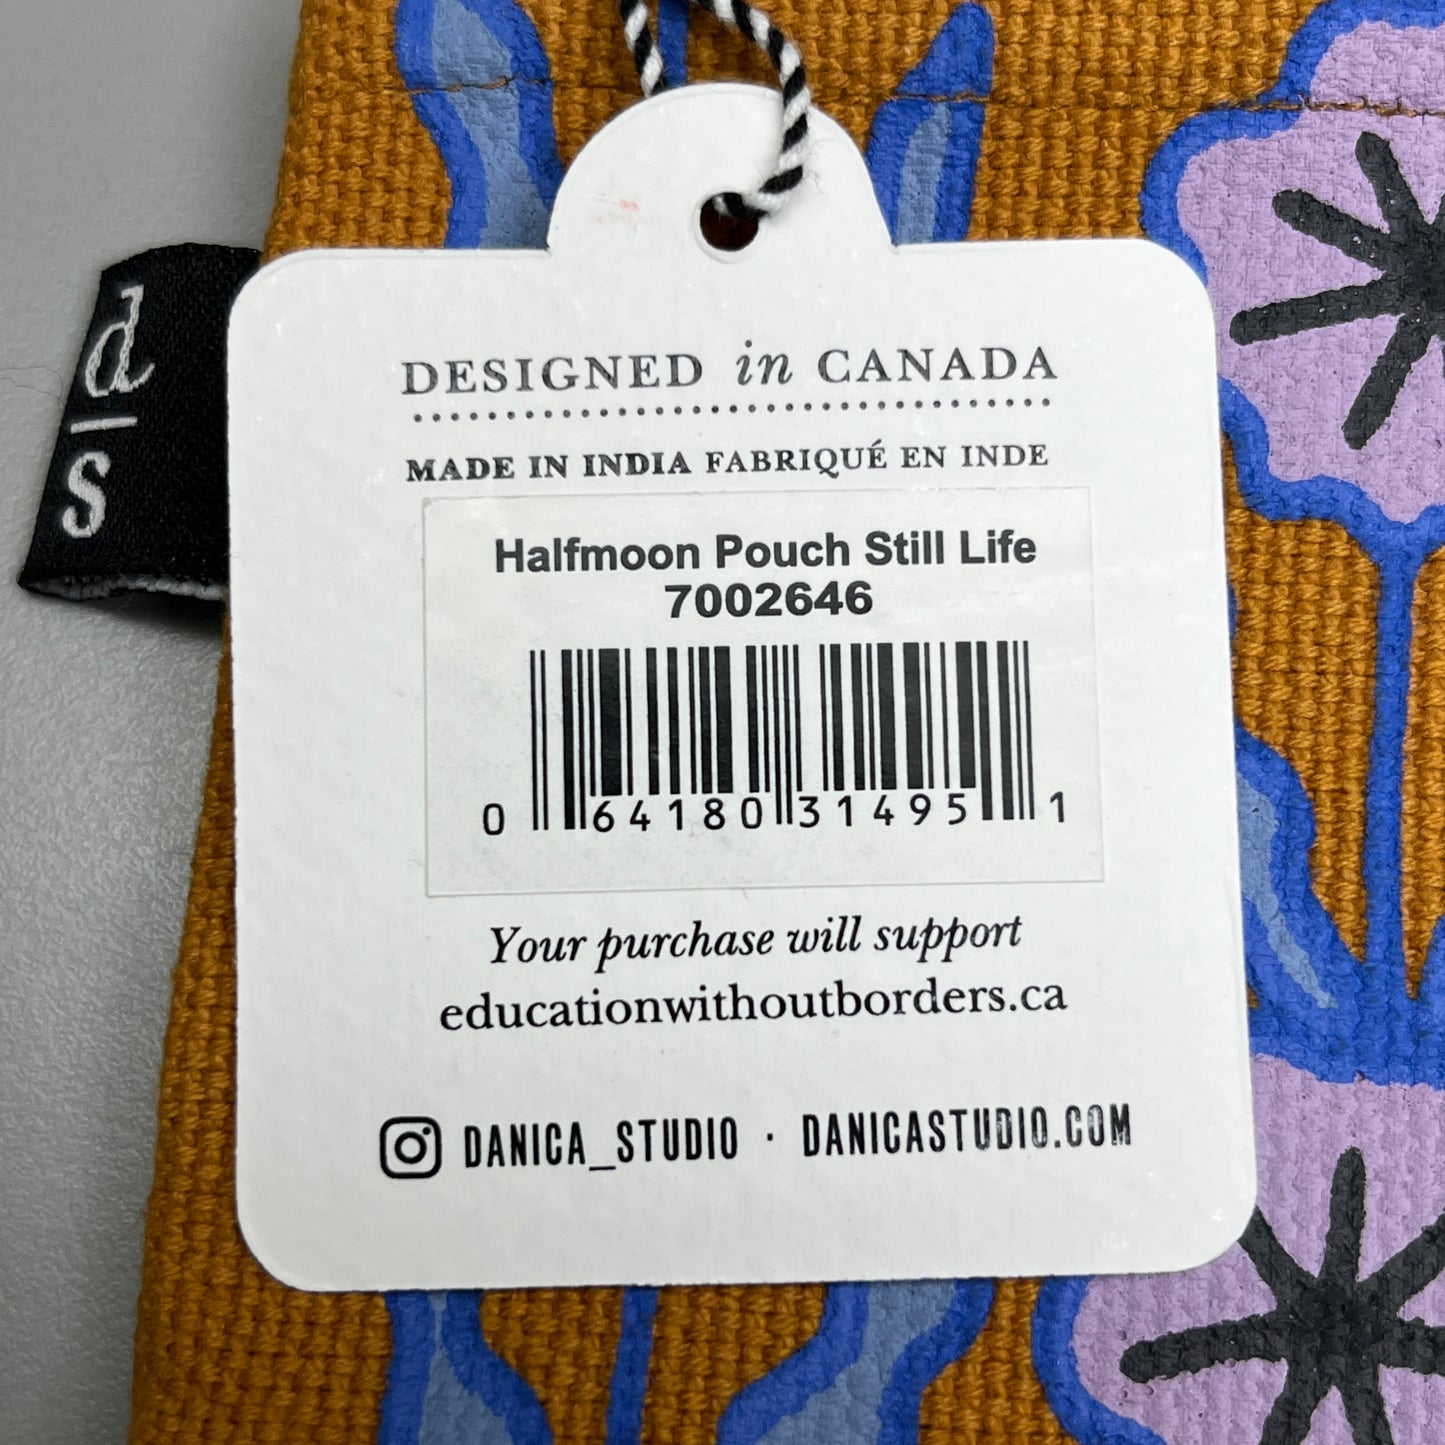 d
s
DESIGNED in CANADA
MADE IN INDIA FABRIQUÉ EN INDE
Halfmoon Pouch Still Life
7002646
0 64180 31495 1
Your purchase will support
educationwithoutborders.ca
DANICA_STUDIO · DANICASTUDIO.COM